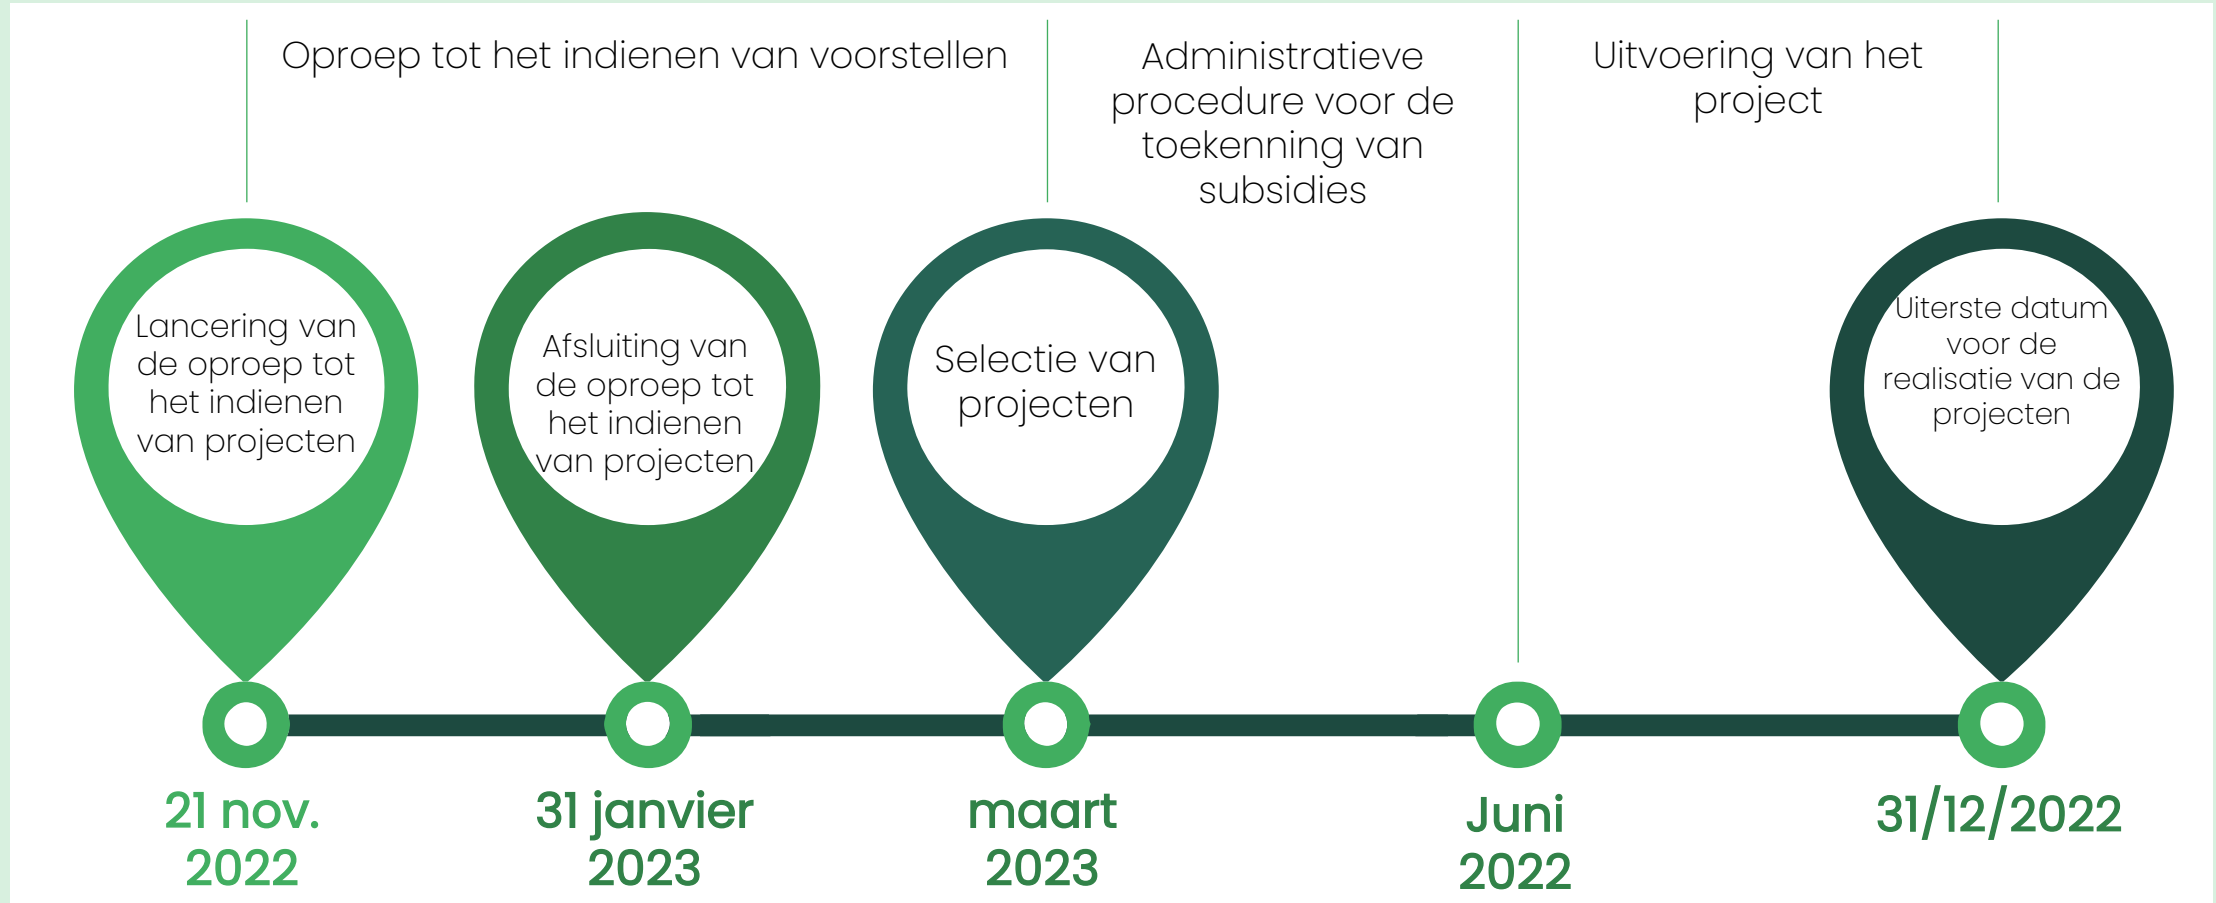 Oproep tot het indienen van voorstellen
Administratieve
procedure voor de
toekenning van
subsidies
Uitvoering van het
project
Lancering van
de oproep tot
het indienen
van projecten
Afsluiting van
de oproep tot
het indienen
van projecten
Selectie van
projecten
Uiterste datum
voor de
realisatie van de
projecten
21 nov.
2022
31 janvier
2023
maart
2023
Juni
2022
31/12/2022